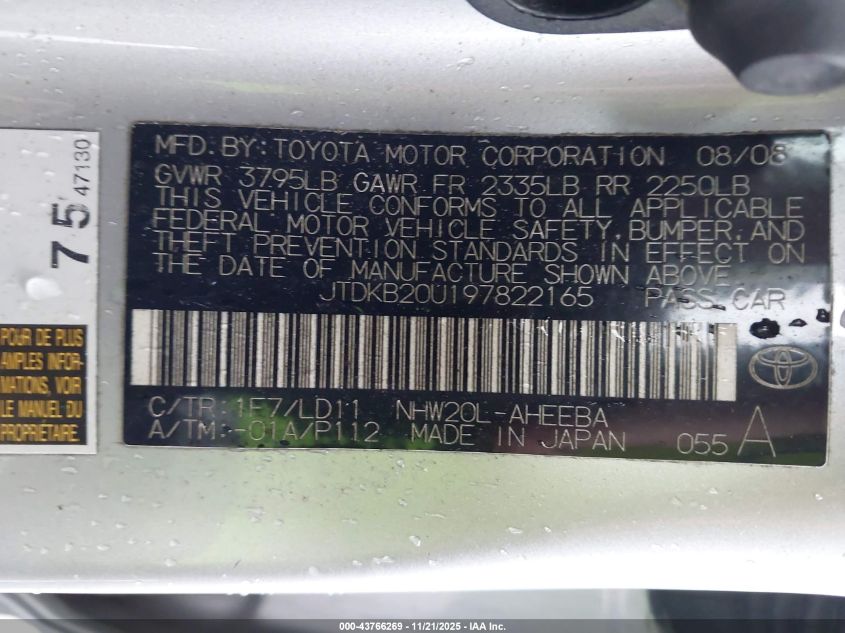 75 47130
POUR DE PLUS
AMPLES INFOR-
MATIONS, VOIR
LE MANUEL DU
PROPRIÉTAIRE.
MFD. BY: TOYOTA MOTOR CORPORATION 08/08
GVWR 3795LB GAWR FR 2335LB RR 2250LB
THIS VEHICLE CONFORMS TO ALL APPLICABLE
FEDERAL MOTOR VEHICLE SAFETY, BUMPER, AND
THEFT PREVENTION STANDARDS IN EFFECT ON
THE DATE OF MANUFACTURE SHOWN ABOVE.
JTDKB20U197822165 PASS. CAR
C/TR: 1F7/LD11 NHW20L-AHEEBA
A/TM: -01A/P112 MADE IN JAPAN 055 A
000-43766269 - 11/21/2025 - IAA Inc.